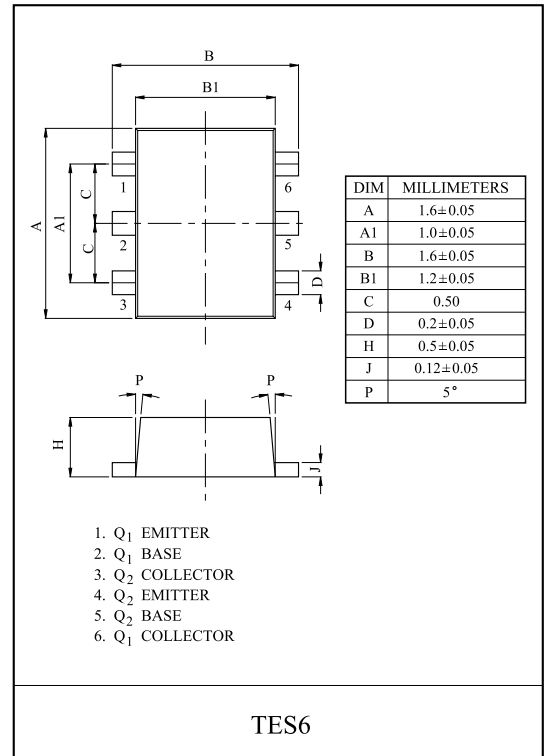 B
B1
1
6
A
A1
C
C
2
5
D
3
4
DIM MILLIMETERS
A 1.6±0.05
A1 1.0±0.05
B 1.6±0.05
B1 1.2±0.05
C 0.50
D 0.2±0.05
H 0.5±0.05
J 0.12±0.05
P 5°
P
P
H
J
1. Q1 EMITTER
2. Q1 BASE
3. Q2 COLLECTOR
4. Q2 EMITTER
5. Q2 BASE
6. Q1 COLLECTOR
TES6